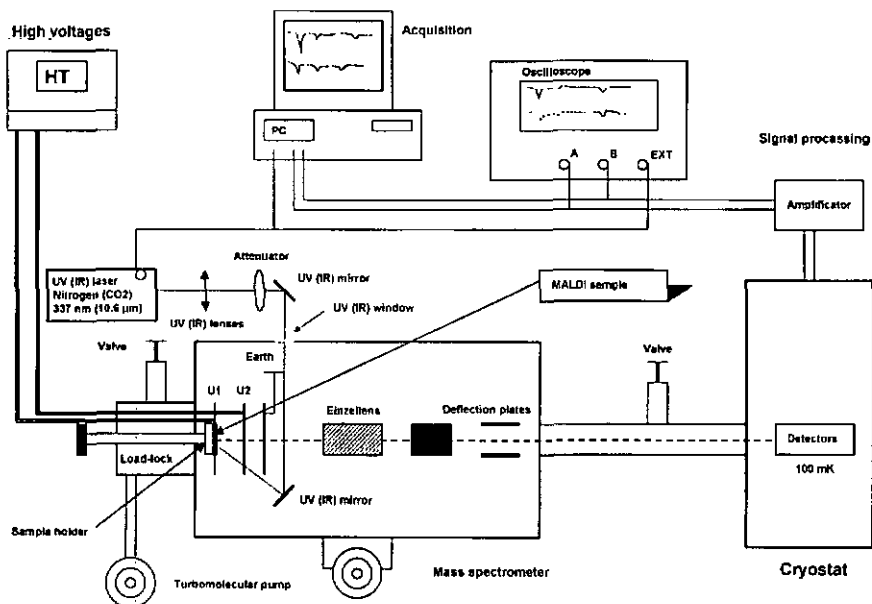 High voltages
HT
Acquisition
PC
Oscilloscope
A
B
EXT
Signal processing
Amplificator
UV (IR) laser
Nitrogen (CO2)
337 nm (10.6 µm)
Attenuator
UV (IR) mirror
UV (IR) lenses
UV (IR) window
MALDI sample
Valve
Earth
U1
U2
Einzellens
Deflection plates
Valve
Detectors
100 mK
Load-lock
UV (IR) mirror
Sample holder
Turbomolecular pump
Mass spectrometer
Cryostat